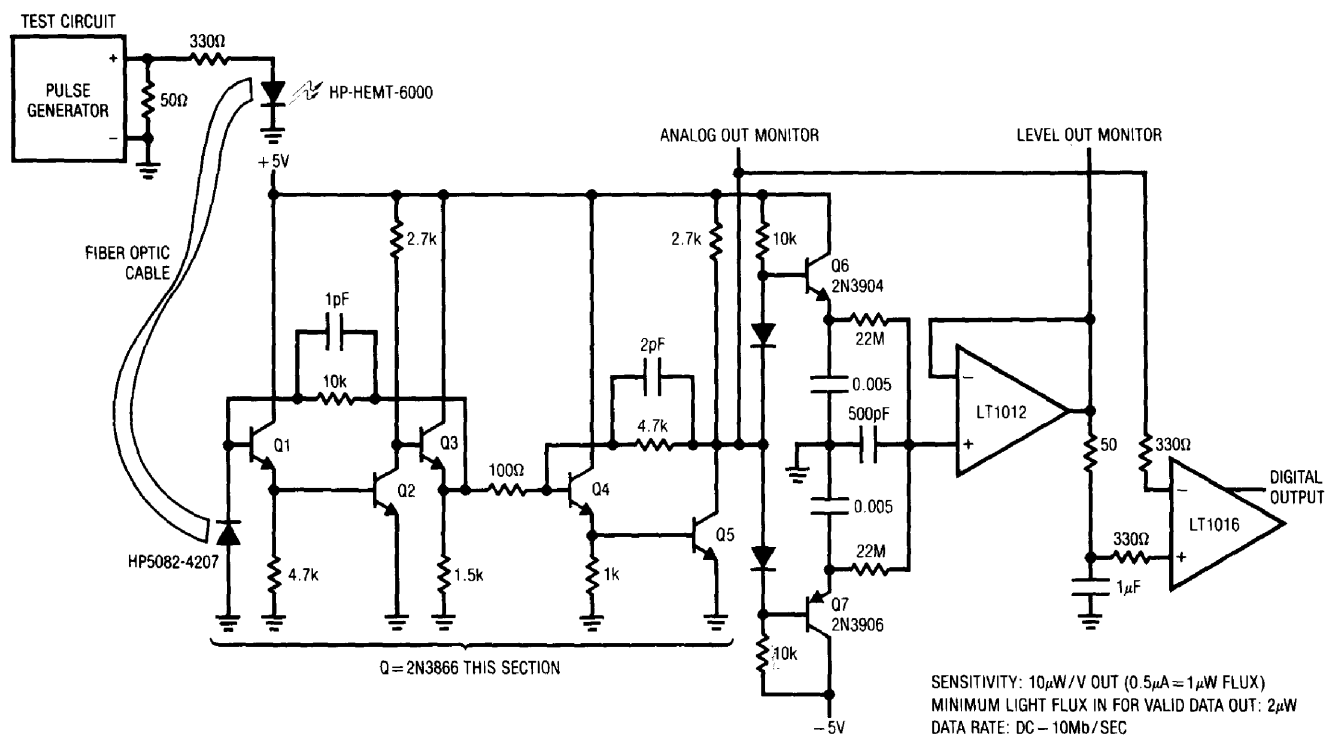 TEST CIRCUIT
PULSE
GENERATOR
+
−
50Ω
330Ω
HP-HEMT-6000
+5V
FIBER OPTIC
CABLE
ANALOG OUT MONITOR
LEVEL OUT MONITOR
2.7k
2.7k
10k
Q6
2N3904
1pF
10k
2pF
4.7k
22M
0.005
500pF
−
LT1012
+
Q1
Q2
Q3
100Ω
Q4
Q5
50
330Ω
−
LT1016
+
DIGITAL
OUTPUT
HP5082-4207
4.7k
1.5k
1k
0.005
22M
330Ω
1μF
Q7
2N3906
10k
−5V
Q=2N3866 THIS SECTION
SENSITIVITY: 10μW/V OUT (0.5μA=1μW FLUX)
MINIMUM LIGHT FLUX IN FOR VALID DATA OUT: 2μW
DATA RATE: DC – 10Mb/SEC